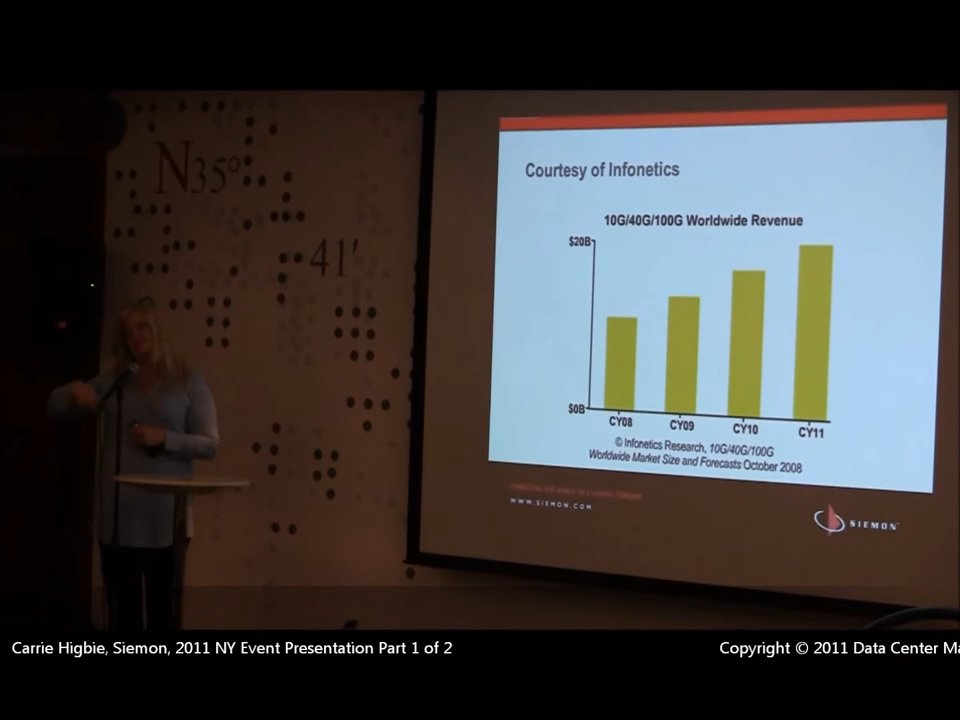 N35°
41'
Courtesy of Infonetics
10G/40G/100G Worldwide Revenue
$20B
$0B
CY08
CY09
CY10
CY11
© Infonetics Research, 10G/40G/100G
Worldwide Market Size and Forecasts October 2008
WWW.SIEMON.COM
SIEMON
Carrie Higbie, Siemon, 2011 NY Event Presentation Part 1 of 2
Copyright © 2011 Data Center